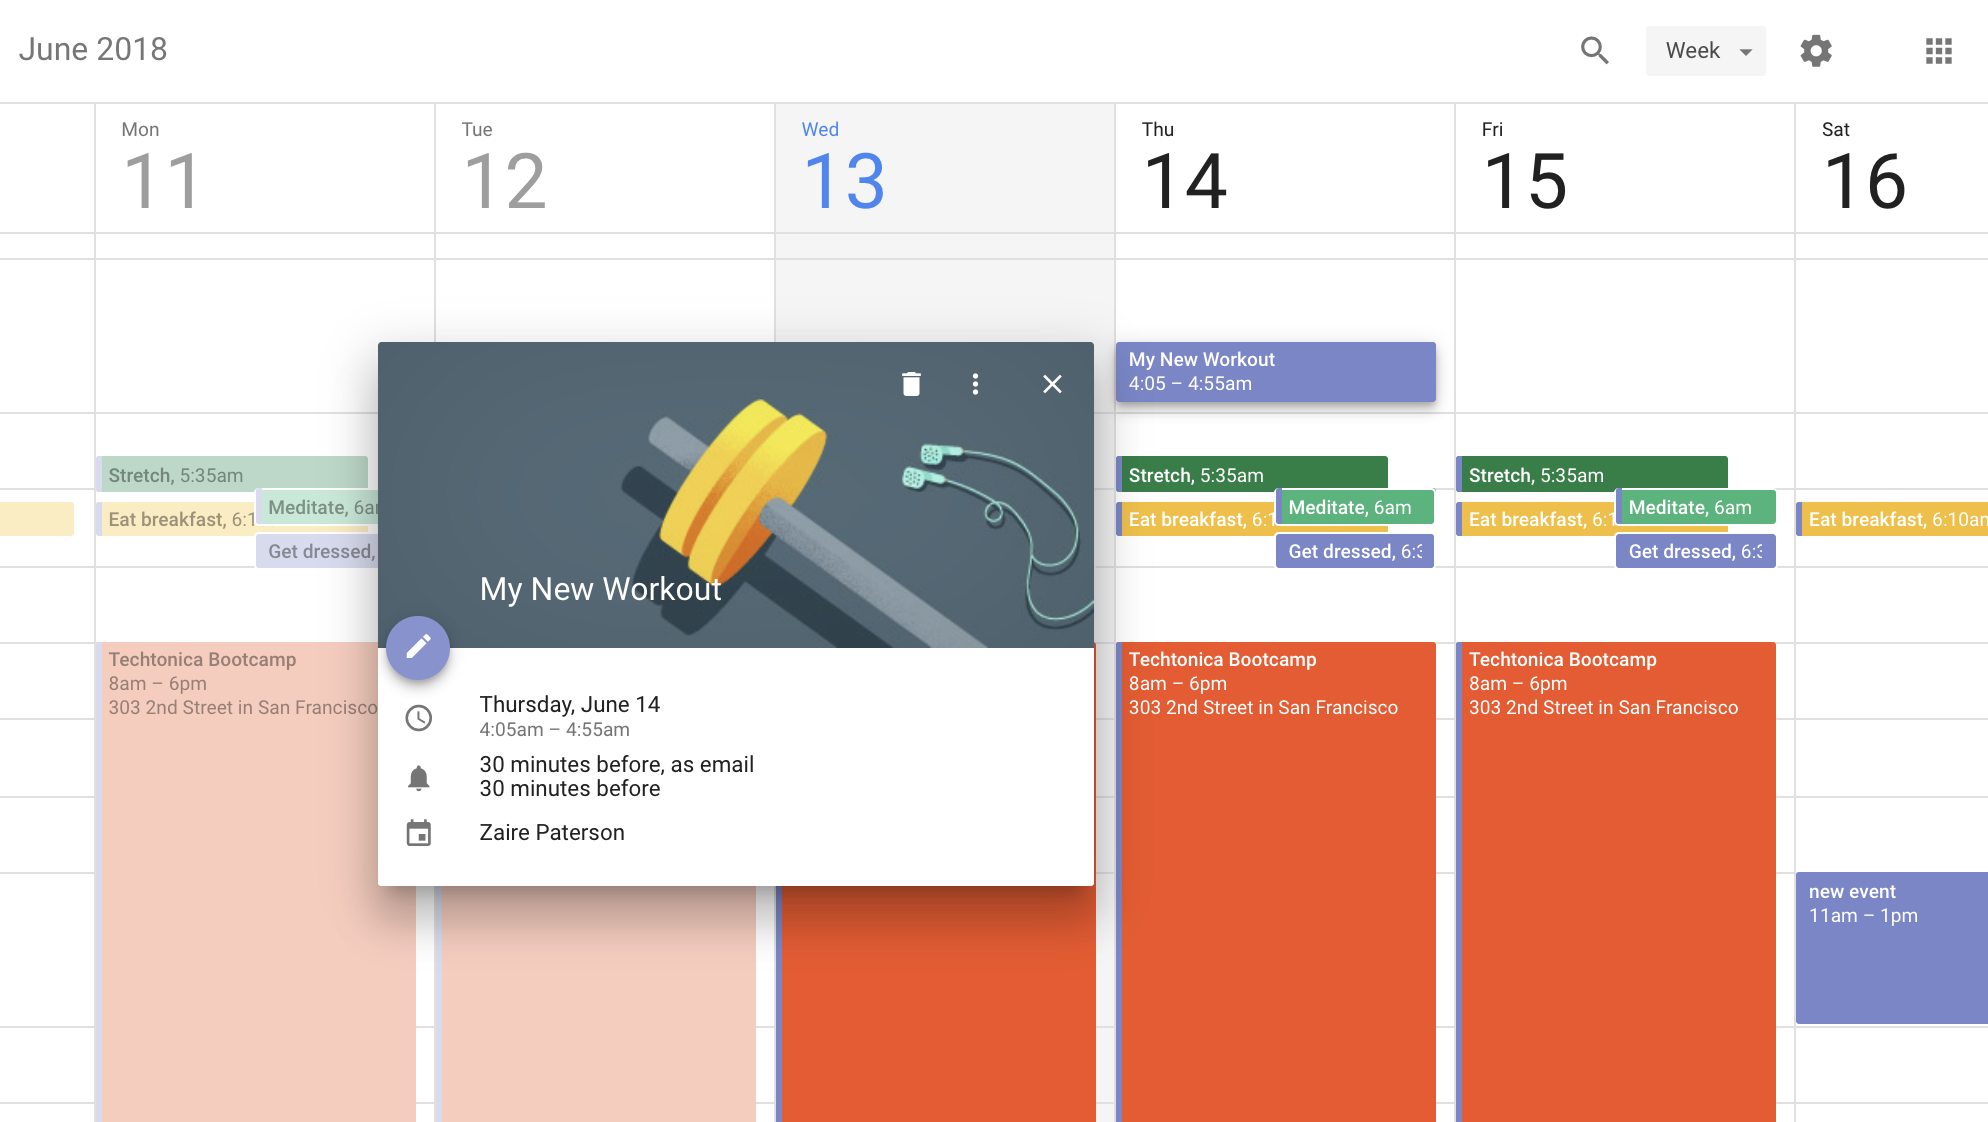 June 2018
Week
Mon
11
Tue
12
Wed
13
Thu
14
Fri
15
Sat
16
Stretch, 5:35am
Eat breakfast, 6:1
Meditate, 6a
Get dressed,
Techtonica Bootcamp
8am – 6pm
303 2nd Street in San Francisco
My New Workout
Thursday, June 14
4:05am – 4:55am
30 minutes before, as email
30 minutes before
Zaire Paterson
My New Workout
4:05 – 4:55am
Stretch, 5:35am
Meditate, 6am
Eat breakfast, 6:1
Get dressed, 6:3
Techtonica Bootcamp
8am – 6pm
303 2nd Street in San Francisco
Stretch, 5:35am
Meditate, 6am
Eat breakfast, 6:1
Get dressed, 6:3
Techtonica Bootcamp
8am – 6pm
303 2nd Street in San Francisco
Eat breakfast, 6:10am
new event
11am – 1pm